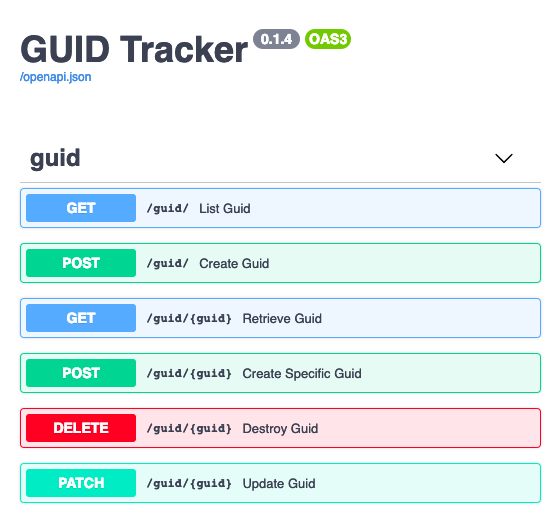 GUID Tracker 0.1.4 OAS3
/openapi.json
guid
GET /guid/ List Guid
POST /guid/ Create Guid
GET /guid/{guid} Retrieve Guid
POST /guid/{guid} Create Specific Guid
DELETE /guid/{guid} Destroy Guid
PATCH /guid/{guid} Update Guid